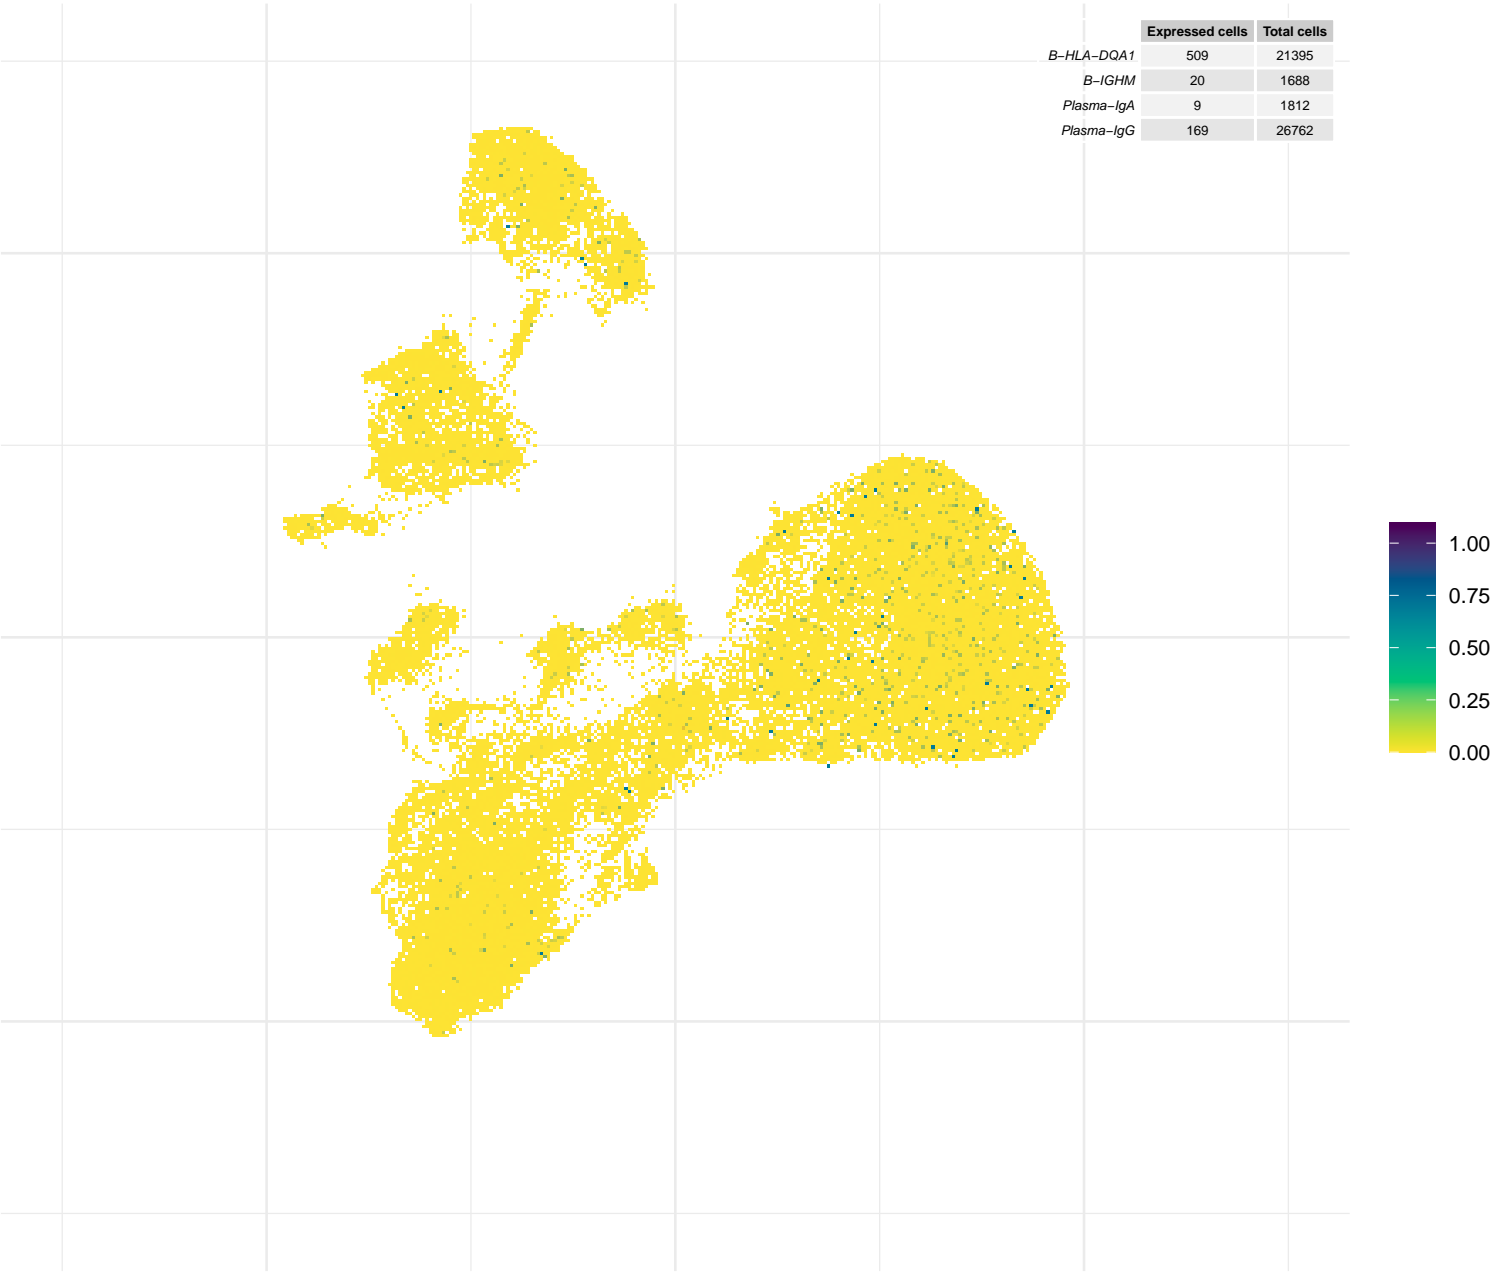 Expressed cells Total cells
B−HLA−DQA1 509 21395
B−IGHM 20 1688
Plasma−IgA 9 1812
Plasma−IgG 169 26762
1.00
0.75
0.50
0.25
0.00